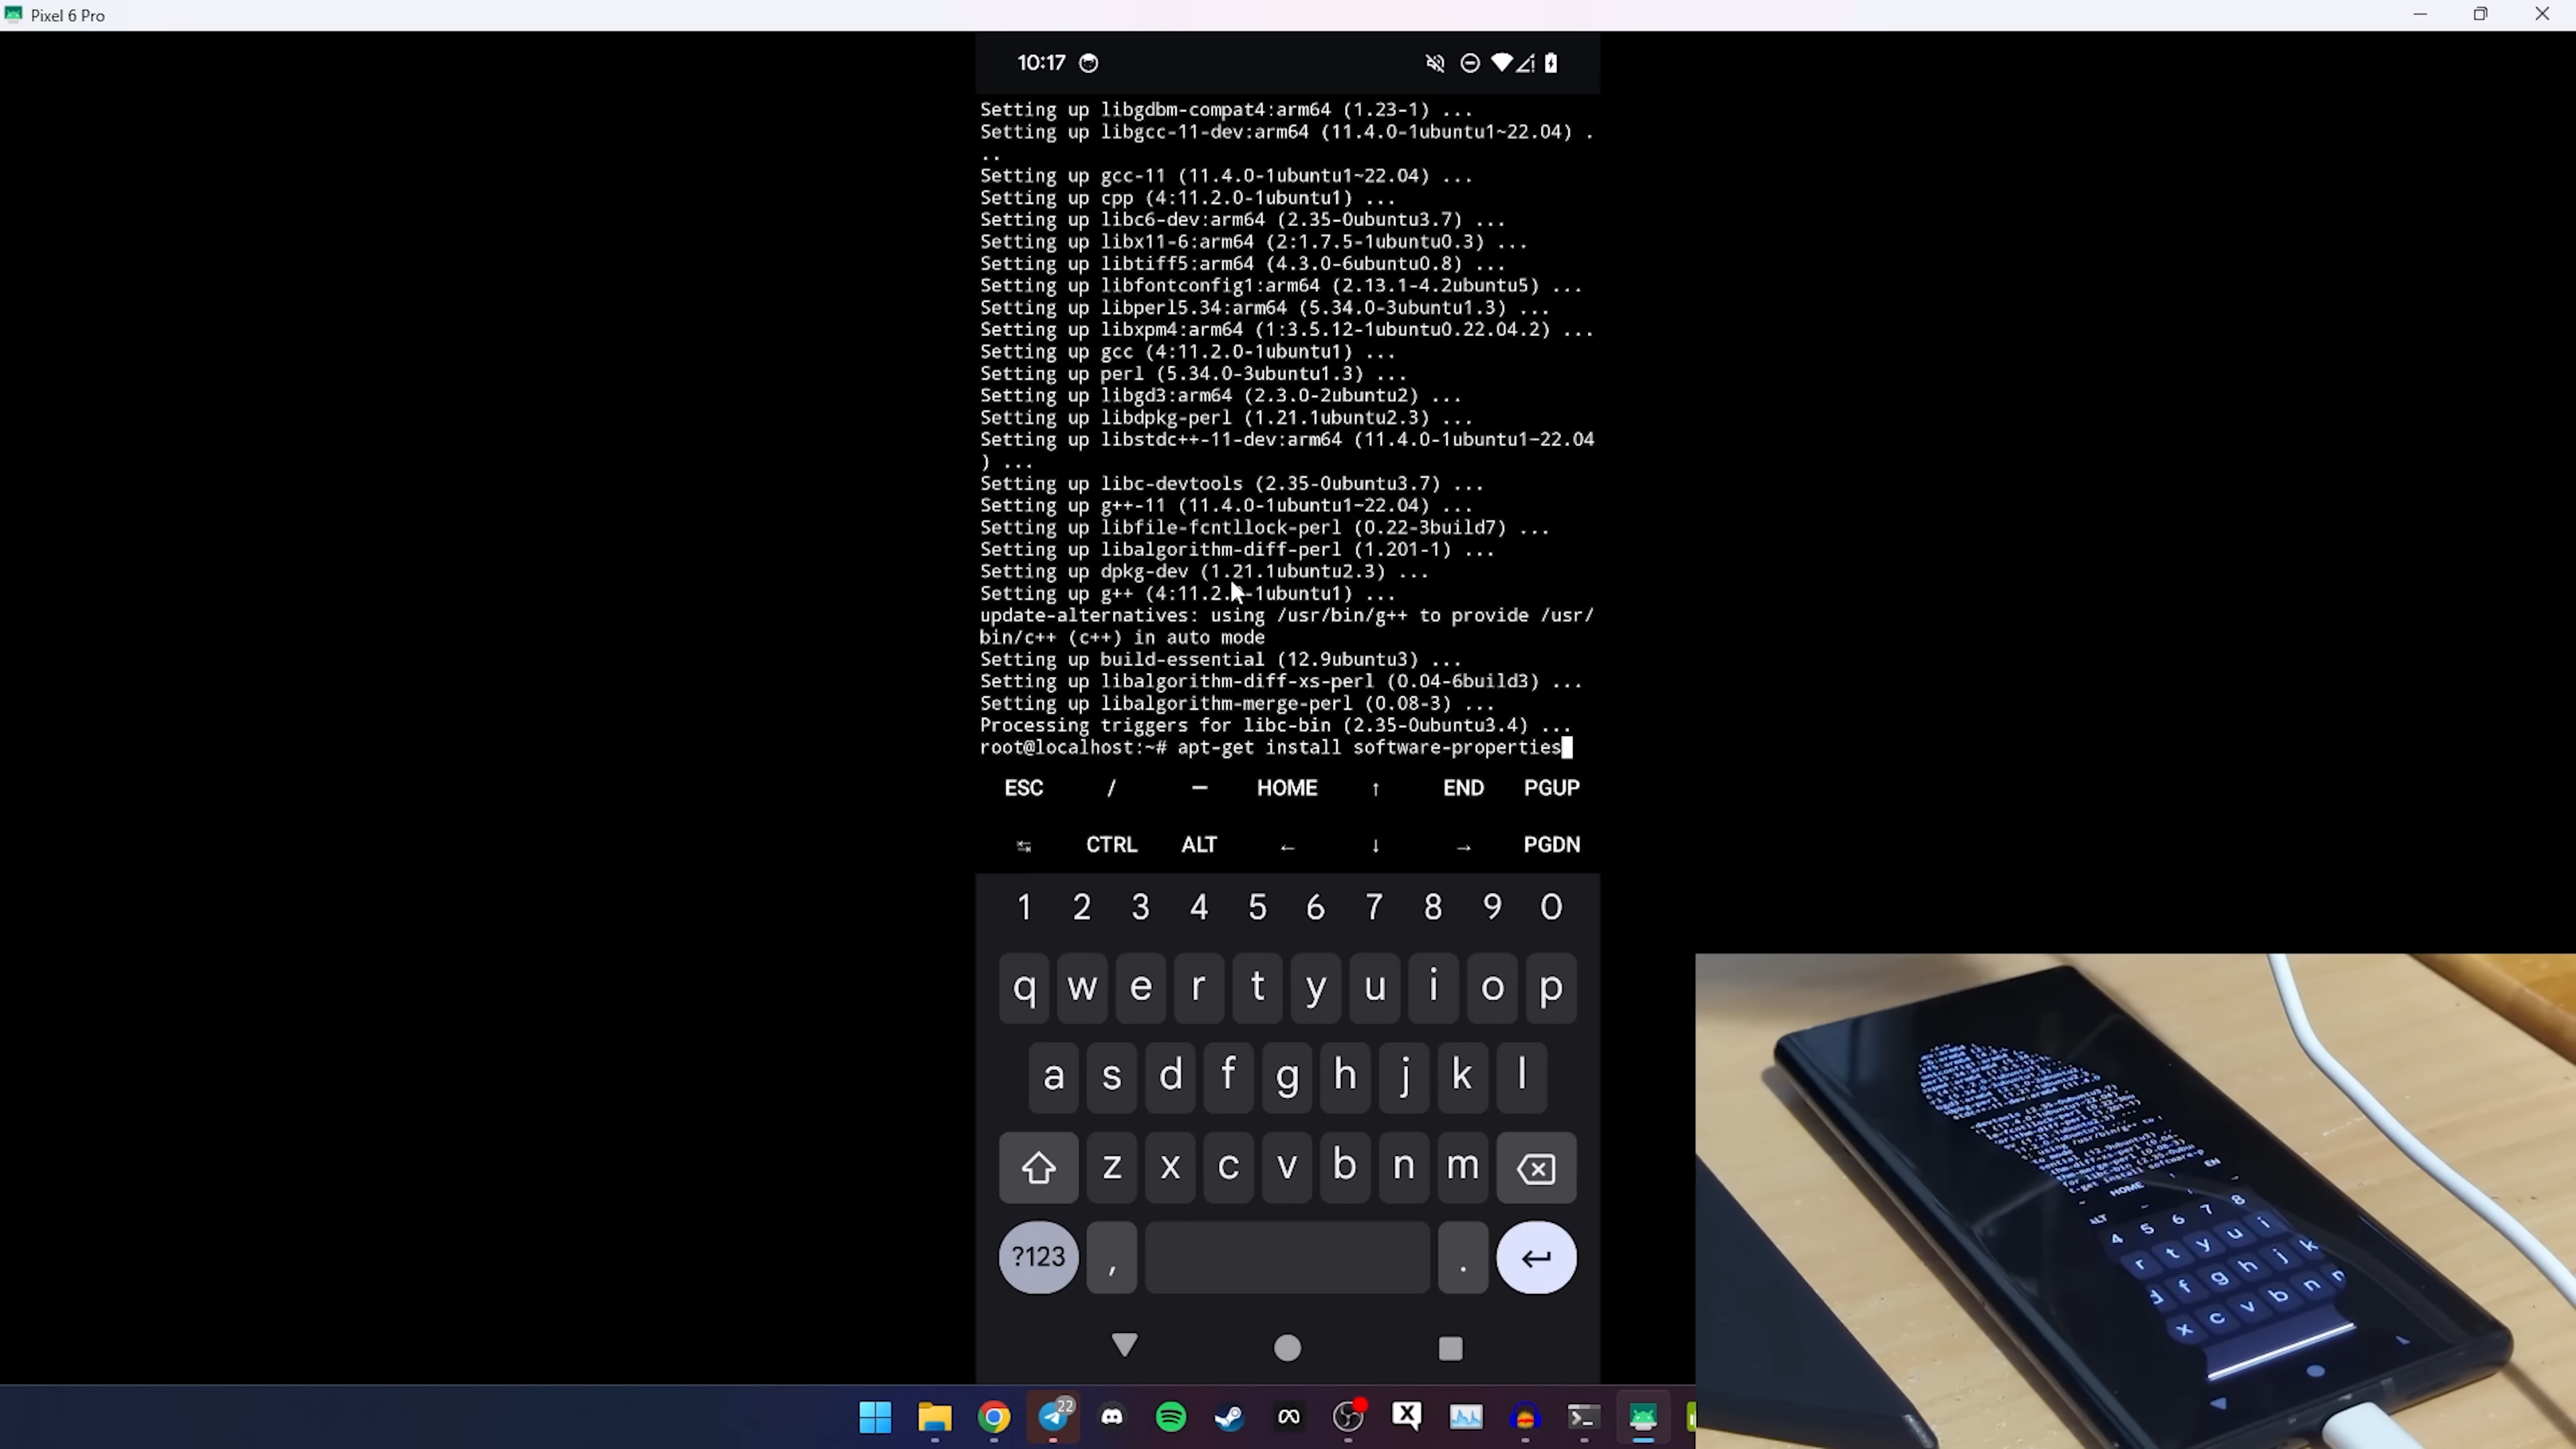 Pixel 6 Pro
10:17
Setting up libgdbm-compat4:arm64 (1.23-1) ...
Setting up libgcc-11-dev:arm64 (11.4.0-1ubuntu1~22.04) .
..
Setting up gcc-11 (11.4.0-1ubuntu1~22.04) ...
Setting up cpp (4:11.2.0-1ubuntu1) ...
Setting up libc6-dev:arm64 (2.35-0ubuntu3.7) ...
Setting up libx11-6:arm64 (2:1.7.5-1ubuntu0.3) ...
Setting up libtiff5:arm64 (4.3.0-6ubuntu0.8) ...
Setting up libfontconfig1:arm64 (2.13.1-4.2ubuntu5) ...
Setting up libperl5.34:arm64 (5.34.0-3ubuntu1.3) ...
Setting up libxpm4:arm64 (1:3.5.12-1ubuntu0.22.04.2) ...
Setting up gcc (4:11.2.0-1ubuntu1) ...
Setting up perl (5.34.0-3ubuntu1.3) ...
Setting up libgd3:arm64 (2.3.0-2ubuntu2) ...
Setting up libdpkg-perl (1.21.1ubuntu2.3) ...
Setting up libstdc++-11-dev:arm64 (11.4.0-1ubuntu1~22.04
) ...
Setting up libc-devtools (2.35-0ubuntu3.7) ...
Setting up g++-11 (11.4.0-1ubuntu1~22.04) ...
Setting up libfile-fcntllock-perl (0.22-3build7) ...
Setting up libalgorithm-diff-perl (1.201-1) ...
Setting up dpkg-dev (1.21.1ubuntu2.3) ...
Setting up g++ (4:11.2.0-1ubuntu1) ...
update-alternatives: using /usr/bin/g++ to provide /usr/
bin/c++ (c++) in auto mode
Setting up build-essential (12.9ubuntu3) ...
Setting up libalgorithm-diff-xs-perl (0.04-6build3) ...
Setting up libalgorithm-merge-perl (0.08-3) ...
Processing triggers for libc-bin (2.35-0ubuntu3.4) ...
root@localhost:~# apt-get install software-properties
ESC / — HOME ↑ END PGUP
CTRL ALT ← ↓ → PGDN
1 2 3 4 5 6 7 8 9 0
q w e r t y u i o p
a s d f g h j k l
z x c v b n m
?123 , .
22
HOME
ALT
4 5 6 7 8
r t y u i
f g h j k
x c v b n